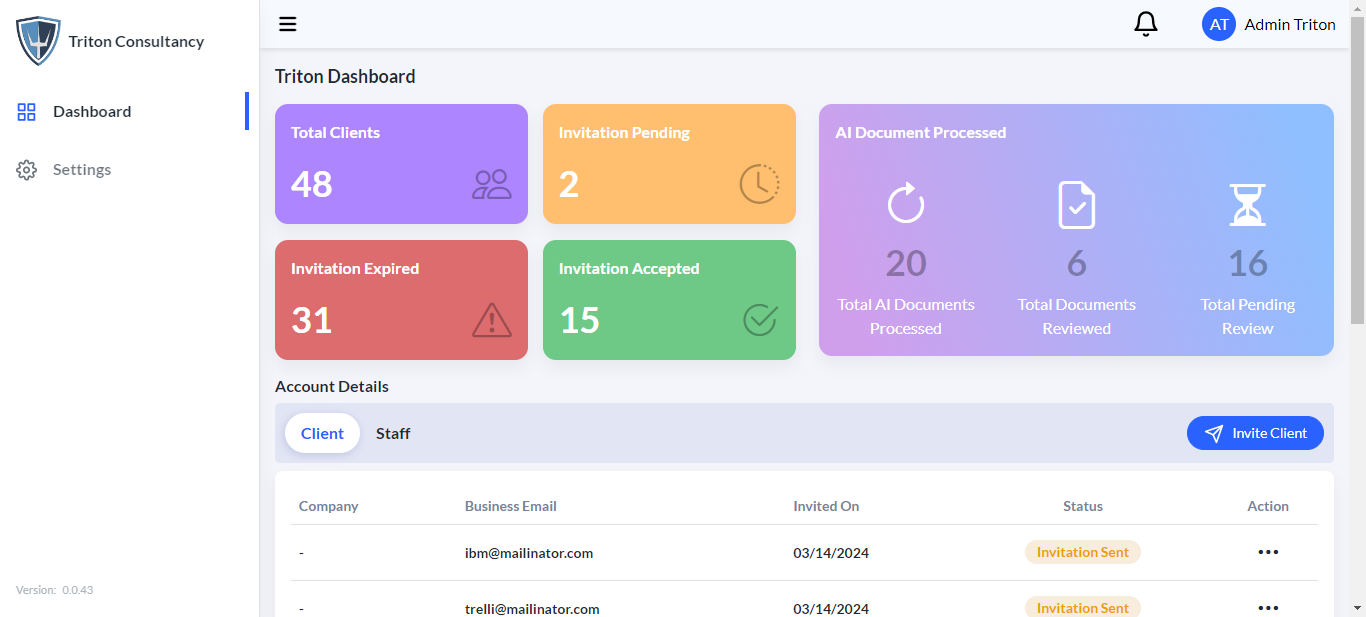 Triton Consultancy
Dashboard
Settings
Version: 0.0.43
AT Admin Triton
Triton Dashboard
Total Clients
48
Invitation Pending
2
Invitation Expired
31
Invitation Accepted
15
AI Document Processed
20
Total AI Documents
Processed
6
Total Documents
Reviewed
16
Total Pending
Review
Account Details
Client Staff Invite Client
Company Business Email Invited On Status Action
- ibm@mailinator.com 03/14/2024 Invitation Sent •••
- trelli@mailinator.com 03/14/2024 Invitation Sent •••